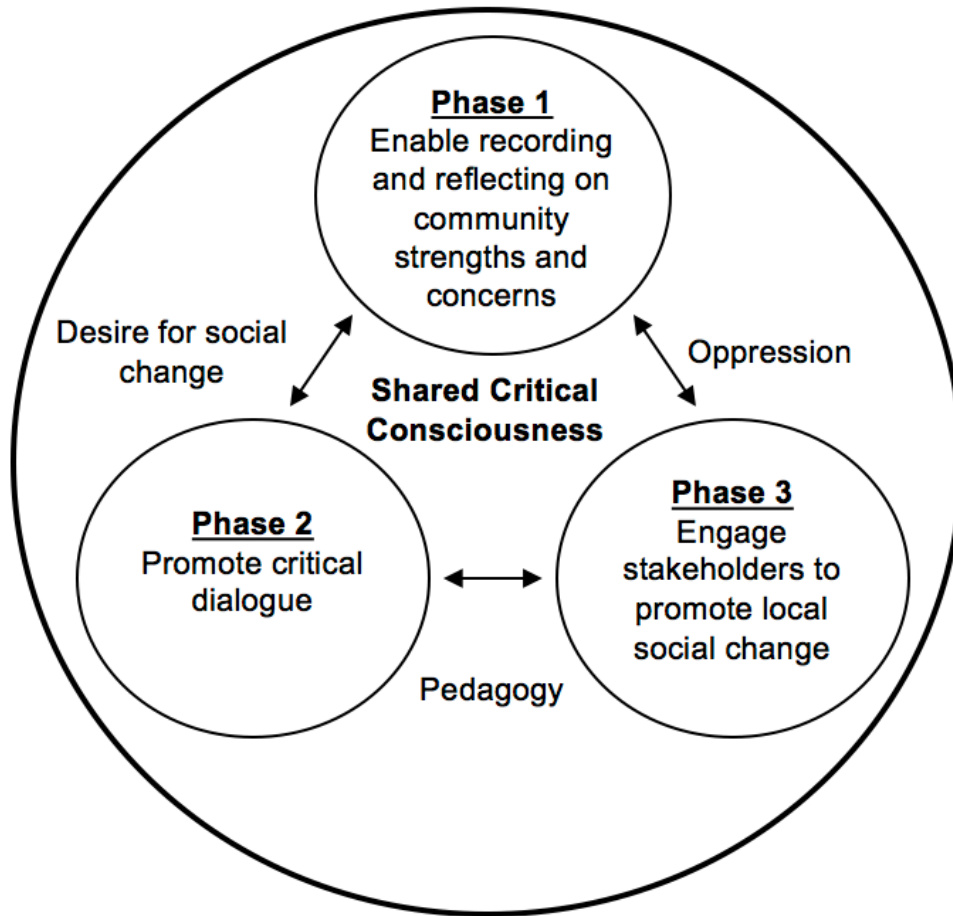 Phase 1
Enable recording
and reflecting on
community
strengths and
concerns
Desire for social
change
Oppression
Shared Critical
Consciousness
Phase 2
Promote critical
dialogue
Phase 3
Engage
stakeholders to
promote local
social change
Pedagogy